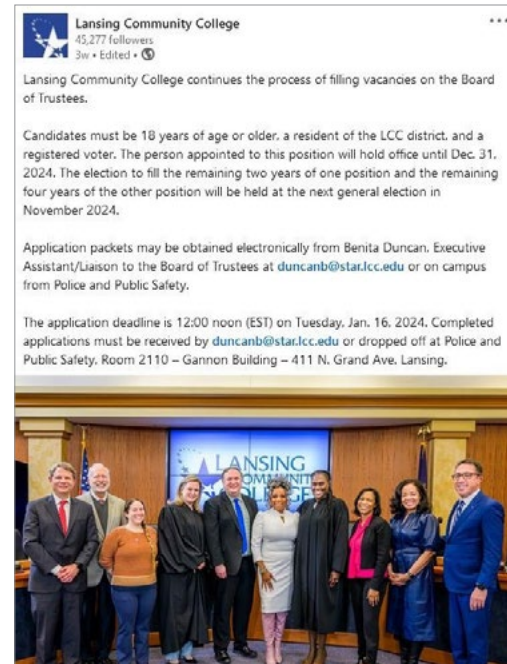 Lansing Community College
45,277 followers
3w • Edited •
Lansing Community College continues the process of filling vacancies on the Board
of Trustees.
Candidates must be 18 years of age or older, a resident of the LCC district, and a
registered voter. The person appointed to this position will hold office until Dec. 31,
2024. The election to fill the remaining two years of one position and the remaining
four years of the other position will be held at the next general election in
November 2024.
Application packets may be obtained electronically from Benita Duncan, Executive
Assistant/Liaison to the Board of Trustees at duncanb@star.lcc.edu or on campus
from Police and Public Safety.
The application deadline is 12:00 noon (EST) on Tuesday, Jan. 16, 2024. Completed
applications must be received by duncanb@star.lcc.edu or dropped off at Police and
Public Safety, Room 2110 – Gannon Building – 411 N. Grand Ave. Lansing.
LANSING
COMMUNITY